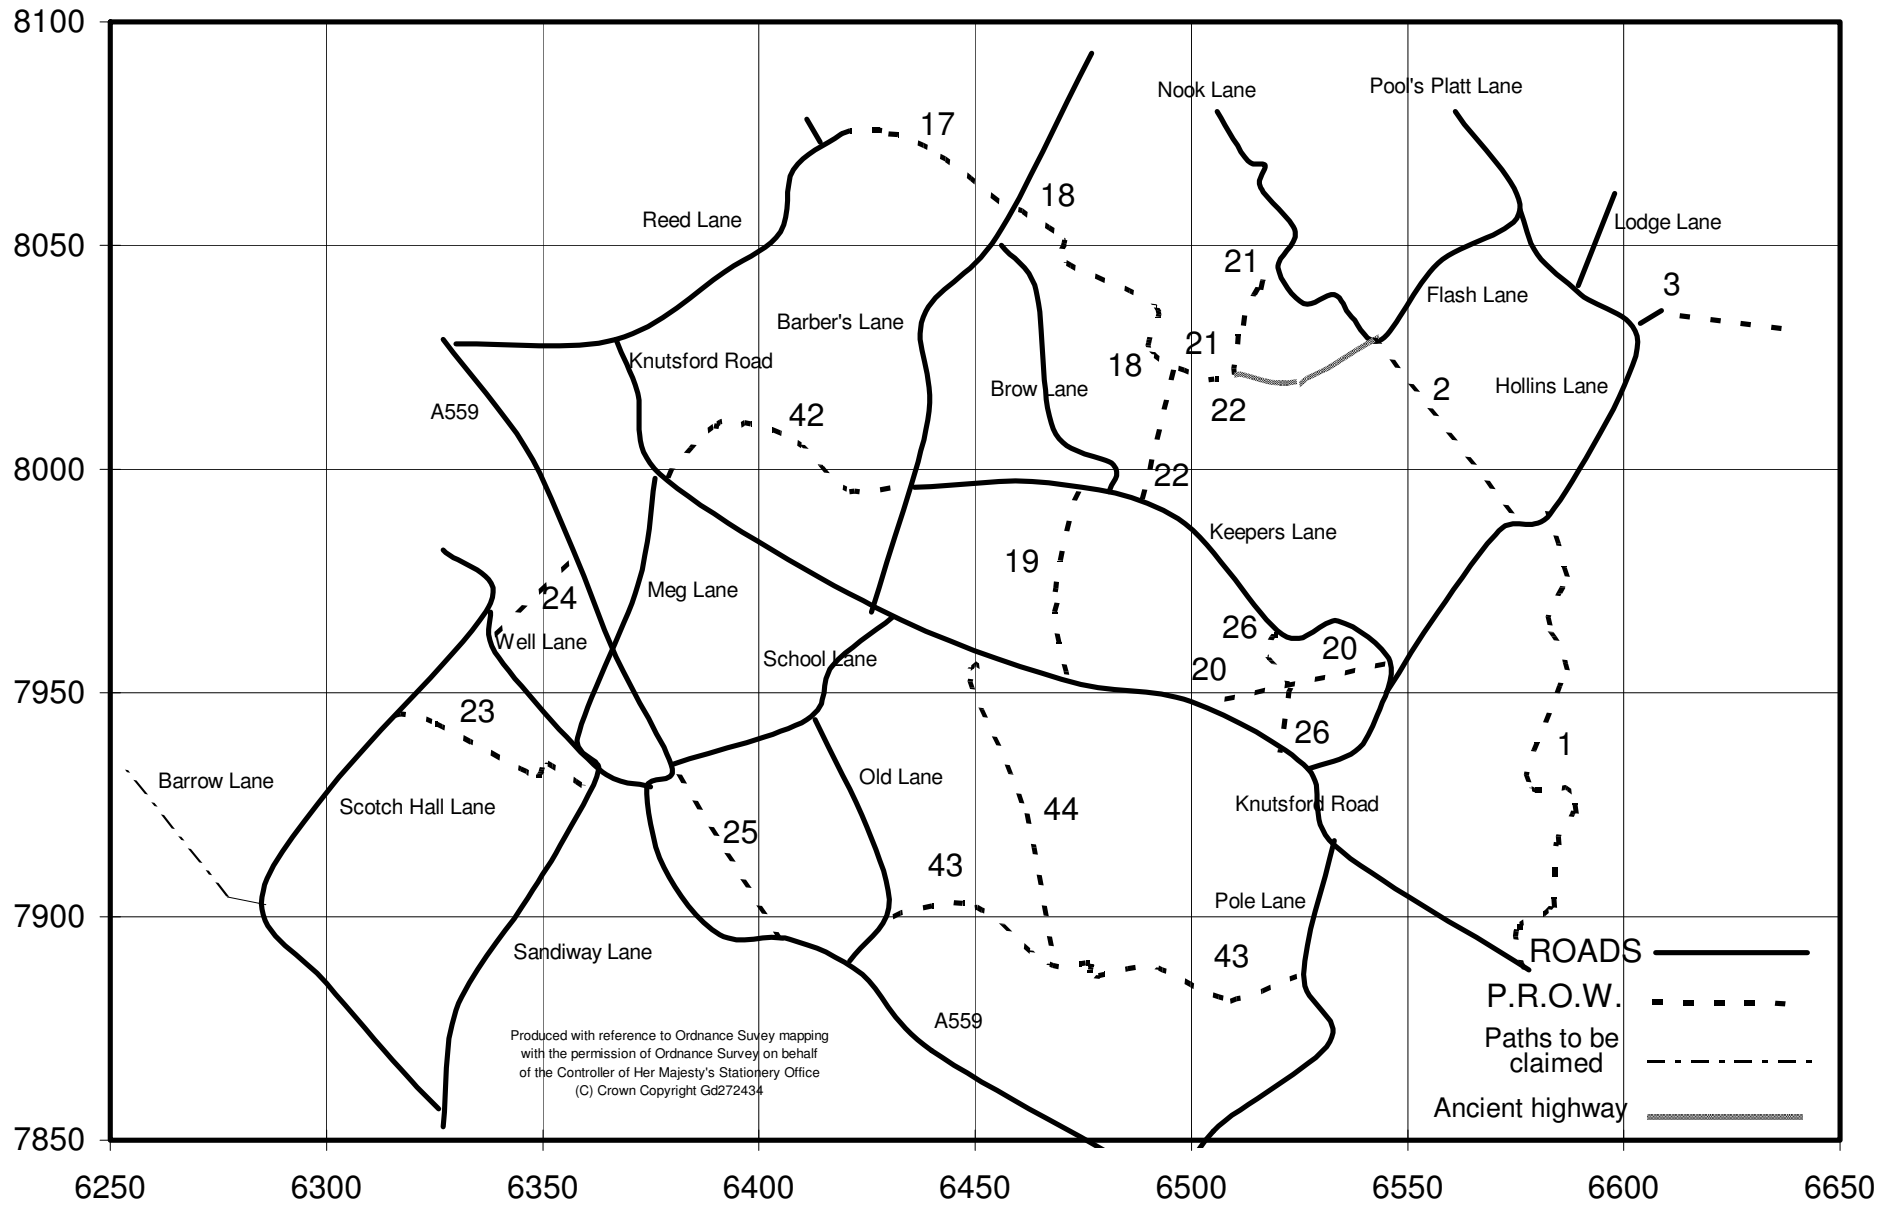 8100
Nook Lane
Pool's Platt Lane
17
18
Reed Lane
Lodge Lane
8050
21
3
Flash Lane
Barber's Lane
21
Knutsford Road
18
Brow Lane
2
Hollins Lane
A559
42
22
8000
22
Keepers Lane
19
Meg Lane
24
26
Well Lane
20
School Lane
20
7950
23
26
1
Barrow Lane
Old Lane
Scotch Hall Lane
Knutsford Road
44
25
43
Pole Lane
7900
Sandiway Lane
43
ROADS
P.R.O.W.
A559
Produced with reference to Ordnance Suvey mapping
with the permission of Ordnance Survey on behalf
of the Controller of Her Majesty's Stationery Office
(C) Crown Copyright Gd272434
Paths to be
claimed
Ancient highway
7850
6250 6300 6350 6400 6450 6500 6550 6600 6650